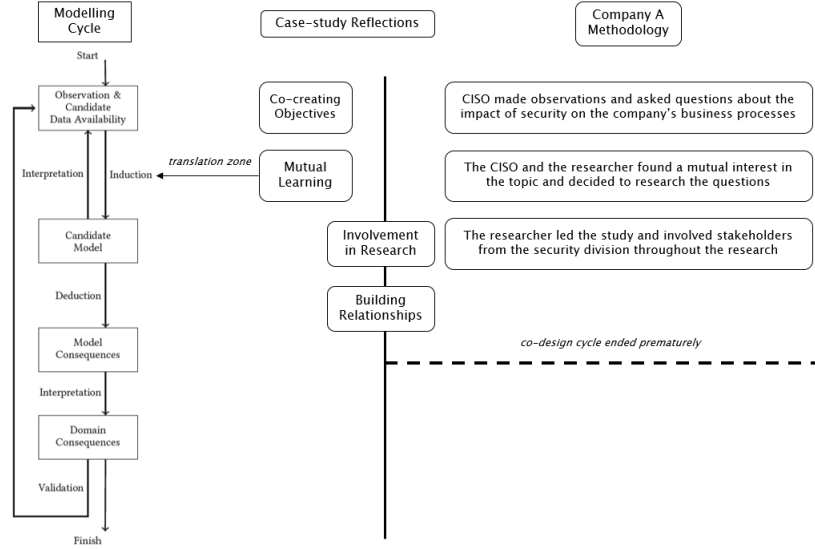 Modelling
Cycle
Case-study Reflections
Company A
Methodology
Start
Observation &
Candidate
Data Availability
Co-creating
Objectives
CISO made observations and asked questions about the
impact of security on the company's business processes
Interpretation
Induction
translation zone
Mutual
Learning
The CISO and the researcher found a mutual interest in
the topic and decided to research the questions
Candidate
Model
Involvement
in Research
The researcher led the study and involved stakeholders
from the security division throughout the research
Deduction
Building
Relationships
Model
Consequences
co-design cycle ended prematurely
Interpretation
Domain
Consequences
Validation
Finish